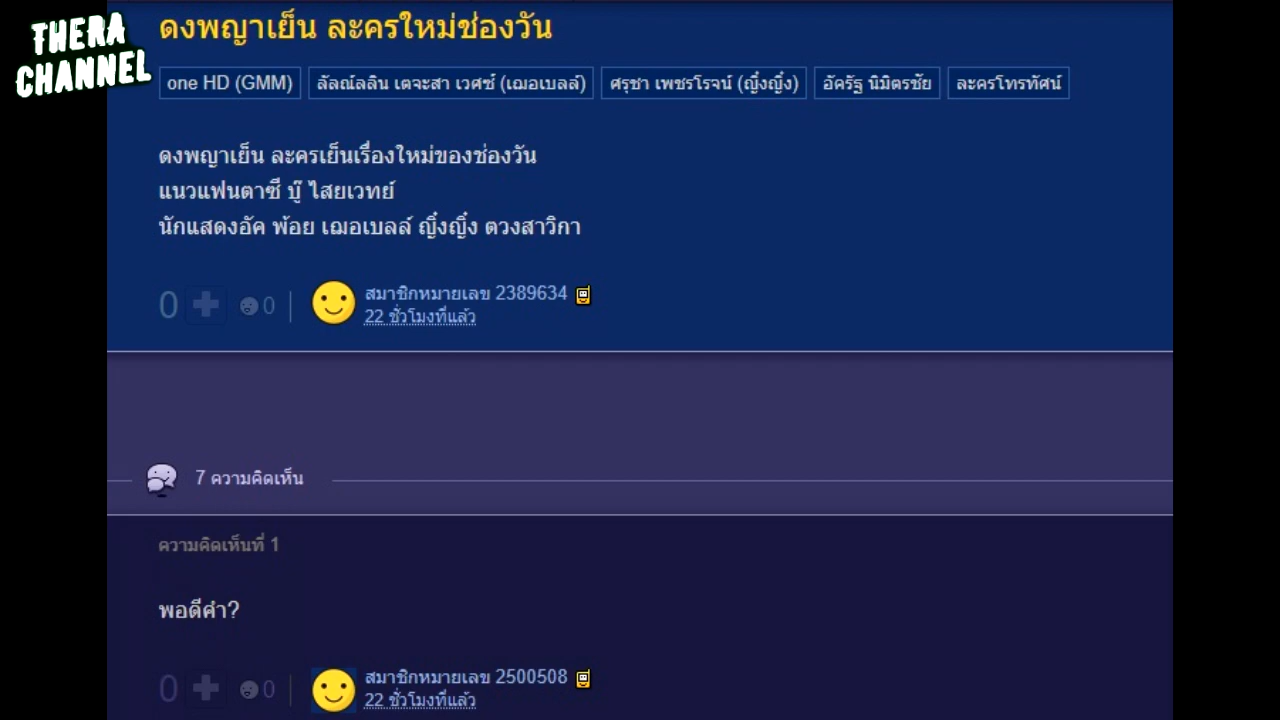 THERA
CHANNEL
ดงพญาเย็น ละครใหม่ช่องวัน
one HD (GMM)
ลัลณ์ลลิน เตจะสา เวศซ์ (เฌอเบลล์)
ศรุชา เพชรโรจน์ (ญิ๋งญิ๋ง)
อัครัฐ นิมิตรชัย
ละครโทรทัศน์
ดงพญาเย็น ละครเย็นเรื่องใหม่ของช่องวัน
แนวแฟนตาซี บู๊ ไสยเวทย์
นักแสดงอัค พ้อย เฌอเบลล์ ญิ๋งญิ๋ง ตวงสาวิกา
0 0
สมาชิกหมายเลข 2389634
22 ชั่วโมงที่แล้ว
7 ความคิดเห็น
ความคิดเห็นที่ 1
พอดีคำ?
0 0
สมาชิกหมายเลข 2500508
22 ชั่วโมงที่แล้ว